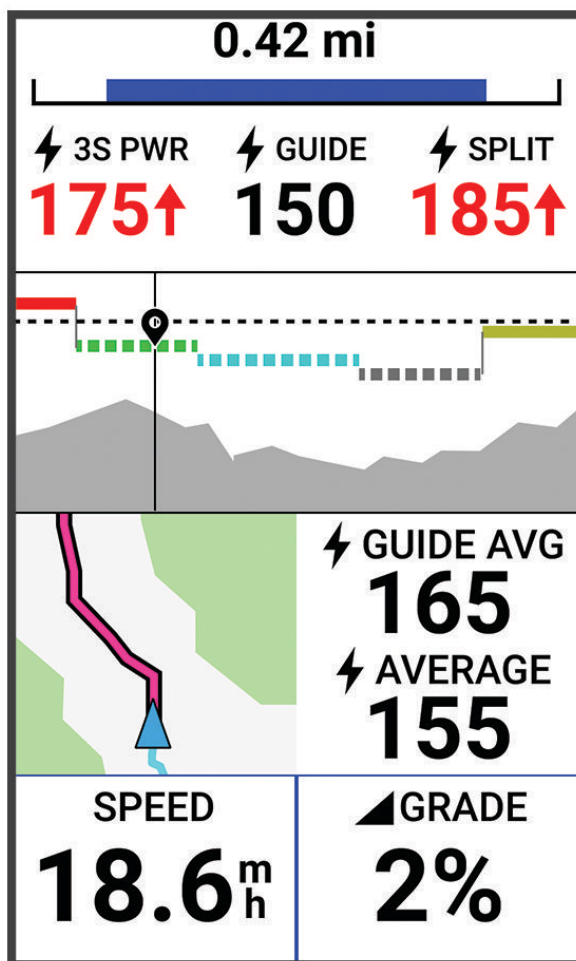 0.42 mi
3S PWR GUIDE SPLIT
175 150 185
GUIDE AVG
165
AVERAGE
155
SPEED GRADE
18.6 mh 2%